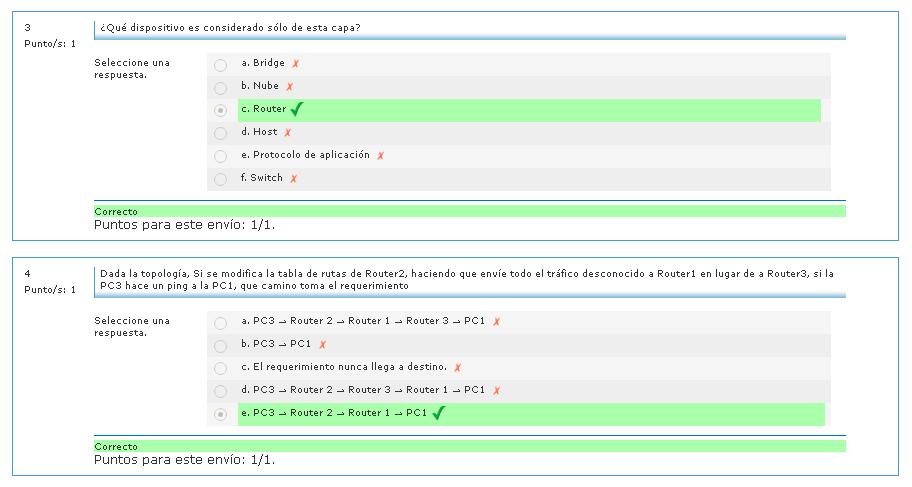 3
Punto/s: 1
¿Qué dispositivo es considerado sólo de esta capa?
Seleccione una
respuesta.
a. Bridge ✗
b. Nube ✗
c. Router ✓
d. Host ✗
e. Protocolo de aplicación ✗
f. Switch ✗
Correcto
Puntos para este envío: 1/1.
4
Punto/s: 1
Dada la topología, Si se modifica la tabla de rutas de Router2, haciendo que envíe todo el tráfico desconocido a Router1 en lugar de a Router3, si la
PC3 hace un ping a la PC1, que camino toma el requerimiento
Seleccione una
respuesta.
a. PC3 → Router 2 → Router 1 → Router 3 → PC1 ✗
b. PC3 → PC1 ✗
c. El requerimiento nunca llega a destino. ✗
d. PC3 → Router 2 → Router 3 → Router 1 → PC1 ✗
e. PC3 → Router 2 → Router 1 → PC1 ✓
Correcto
Puntos para este envío: 1/1.